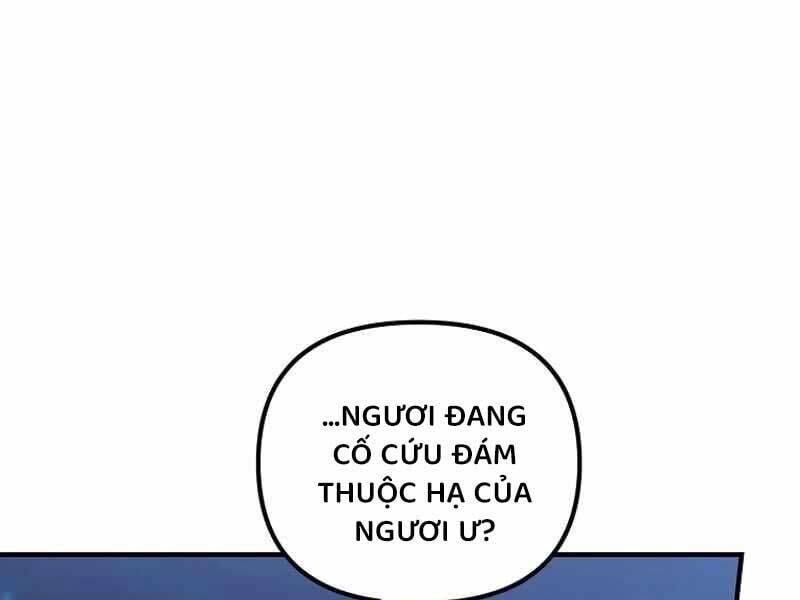 ...NGƯƠI ĐANG
CỐ CỨU ĐÁM
THUỘC HẠ CỦA
NGƯƠI Ư?